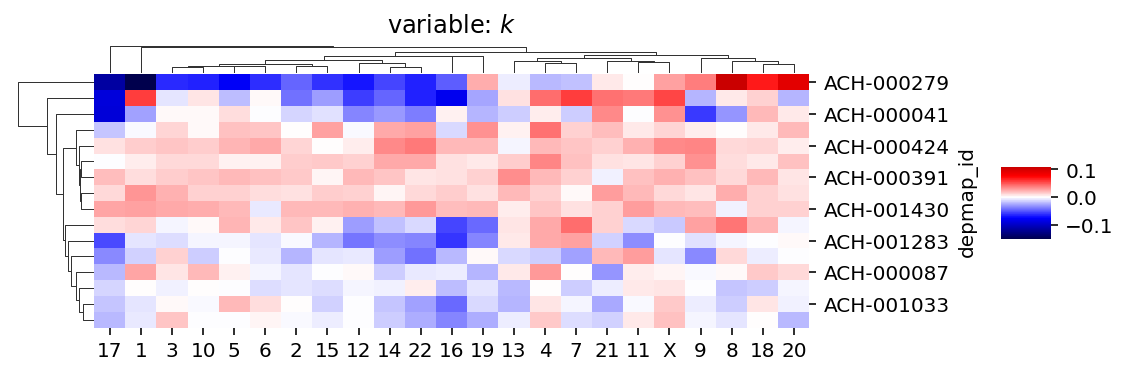 variable: k
ACH-000279
ACH-000041
ACH-000424
ACH-000391
ACH-001430
ACH-001283
ACH-000087
ACH-001033
depmap_id
0.1
0.0
−0.1
17 1 3 10 5 6 2 15 12 14 22 16 19 13 4 7 21 11 X 9 8 18 20